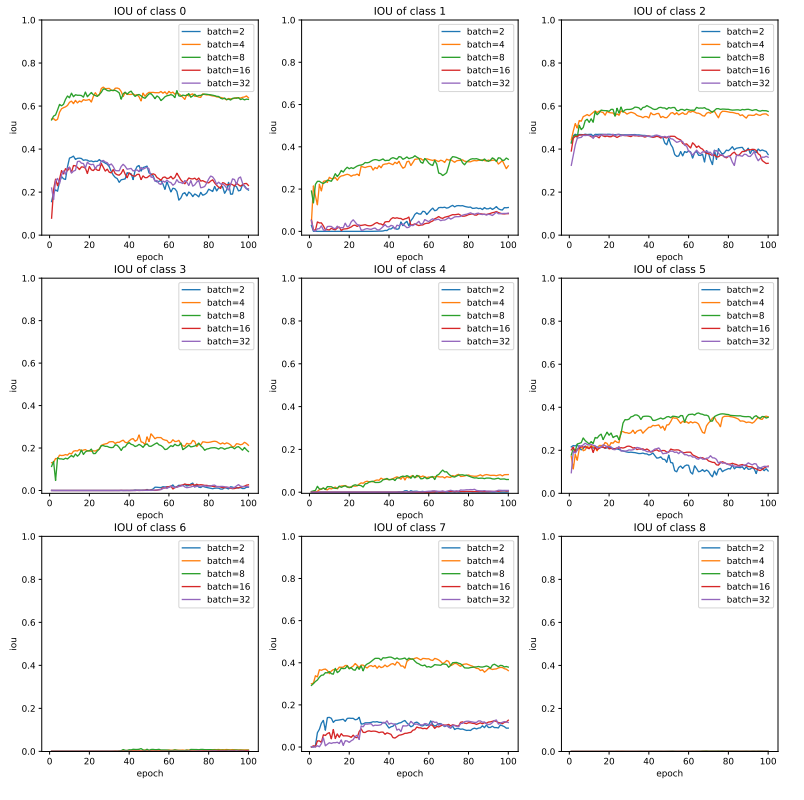 IOU of class 0
1.0
0.8
0.6
0.4
0.2
0.0
iou
batch=2
batch=4
batch=8
batch=16
batch=32
0 20 40 60 80 100
epoch
IOU of class 1
1.0
0.8
0.6
0.4
0.2
0.0
iou
batch=2
batch=4
batch=8
batch=16
batch=32
0 20 40 60 80 100
epoch
IOU of class 2
1.0
0.8
0.6
0.4
0.2
0.0
iou
batch=2
batch=4
batch=8
batch=16
batch=32
0 20 40 60 80 100
epoch
IOU of class 3
1.0
0.8
0.6
0.4
0.2
0.0
iou
batch=2
batch=4
batch=8
batch=16
batch=32
0 20 40 60 80 100
epoch
IOU of class 4
1.0
0.8
0.6
0.4
0.2
0.0
iou
batch=2
batch=4
batch=8
batch=16
batch=32
0 20 40 60 80 100
epoch
IOU of class 5
1.0
0.8
0.6
0.4
0.2
0.0
iou
batch=2
batch=4
batch=8
batch=16
batch=32
0 20 40 60 80 100
epoch
IOU of class 6
1.0
0.8
0.6
0.4
0.2
0.0
iou
batch=2
batch=4
batch=8
batch=16
batch=32
0 20 40 60 80 100
epoch
IOU of class 7
1.0
0.8
0.6
0.4
0.2
0.0
iou
batch=2
batch=4
batch=8
batch=16
batch=32
0 20 40 60 80 100
epoch
IOU of class 8
1.0
0.8
0.6
0.4
0.2
0.0
iou
batch=2
batch=4
batch=8
batch=16
batch=32
0 20 40 60 80 100
epoch